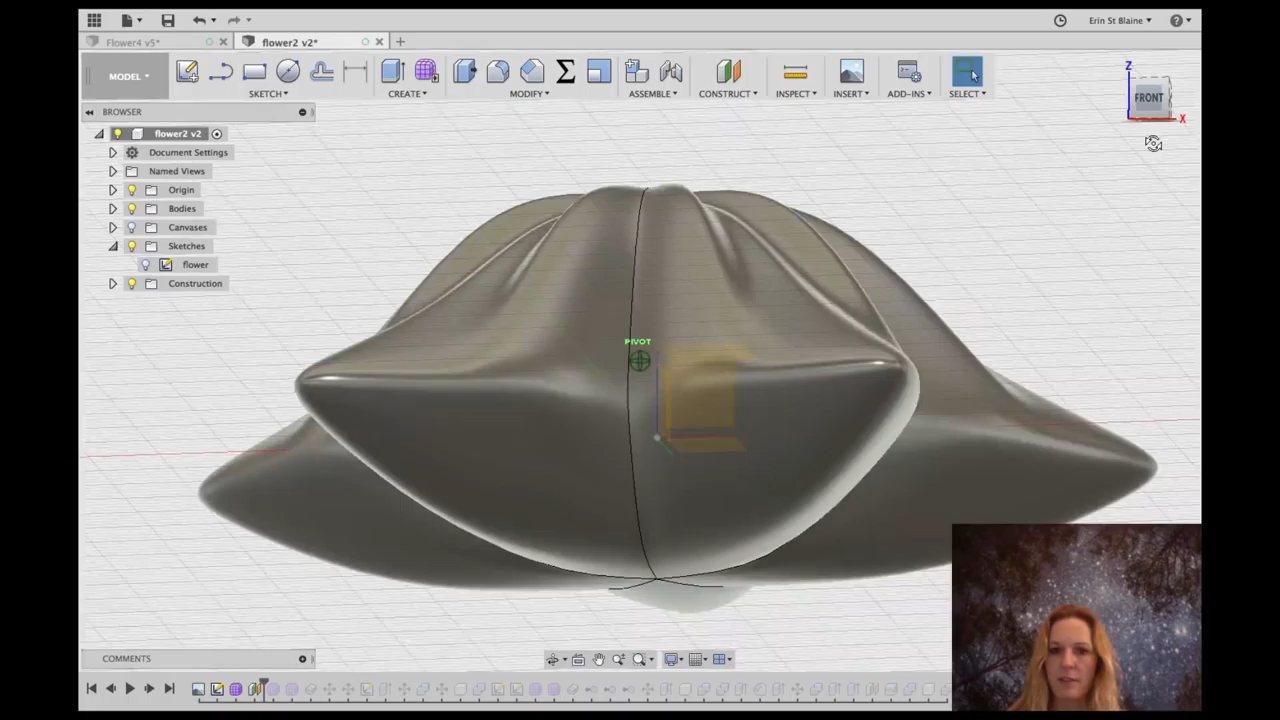 Erin St Blaine
Flower4 v5*
flower2 v2*
MODEL
SKETCH
CREATE
MODIFY
ASSEMBLE
CONSTRUCT
INSPECT
INSERT
ADD-INS
SELECT
BROWSER
flower2 v2
Document Settings
Named Views
Origin
Bodies
Canvases
Sketches
flower
Construction
Z
FRONT
X
PIVOT
COMMENTS